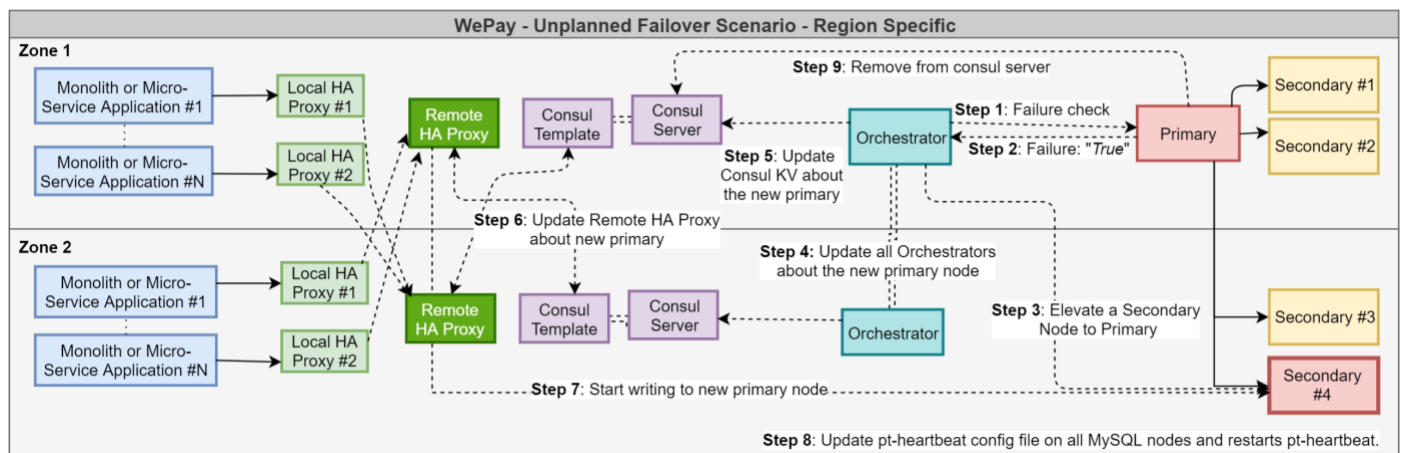 WePay - Unplanned Failover Scenario - Region Specific
Zone 1
Monolith or Micro-
Service Application #1
Local HA
Proxy #1
Monolith or Micro-
Service Application #N
Local HA
Proxy #2
Remote
HA Proxy
Consul
Template
Consul
Server
Step 9: Remove from consul server
Orchestrator
Step 1: Failure check
Step 2: Failure: "True"
Primary
Secondary #1
Secondary #2
Step 5: Update
Consul KV about
the new primary
Step 6: Update Remote HA Proxy
about new primary
Zone 2
Monolith or Micro-
Service Application #1
Local HA
Proxy #1
Monolith or Micro-
Service Application #N
Local HA
Proxy #2
Remote
HA Proxy
Consul
Template
Consul
Server
Step 4: Update all Orchestrators
about the new primary node
Orchestrator
Step 3: Elevate a Secondary
Node to Primary
Secondary #3
Secondary
#4
Step 7: Start writing to new primary node
Step 8: Update pt-heartbeat config file on all MySQL nodes and restarts pt-heartbeat.